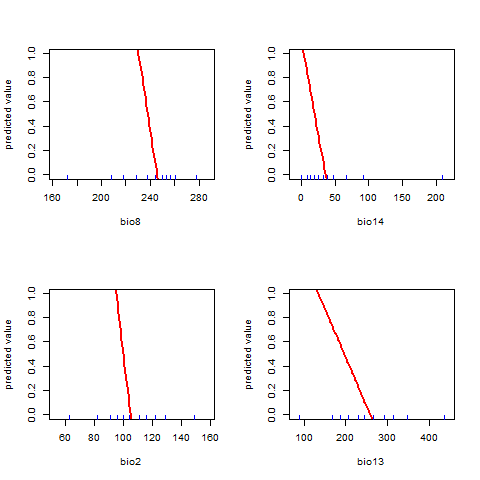 predicted value
0.0 0.2 0.4 0.6 0.8 1.0
160 200 240 280
bio8
predicted value
0.0 0.2 0.4 0.6 0.8 1.0
0 50 100 150 200
bio14
predicted value
0.0 0.2 0.4 0.6 0.8 1.0
60 80 100 120 140 160
bio2
predicted value
0.0 0.2 0.4 0.6 0.8 1.0
100 200 300 400
bio13